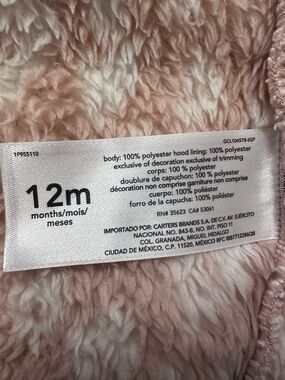 1P955110
GCL104578-IGP
12m
months/mois/
meses
body: 100% polyester hood lining: 100% polyester
exclusive of decoration exclusive of trimming
corps: 100 % polyester
doublure de capuchon: 100 % polyester
décoration non comprise garniture non comprise
cuerpo: 100% poliéster
forro de la capucha: 100% poliéster
RN# 35623 CA# 53061
IMPORTADO POR: CARTERS BRANDS S.A. DE C.V. AV. EJÉRCITO
NACIONAL NO. 843-B, NO. INT. PISO 11
COL. GRANADA, MIGUEL HIDALGO
CIUDAD DE MÉXICO, C.P. 11520, MÉXICO RFC